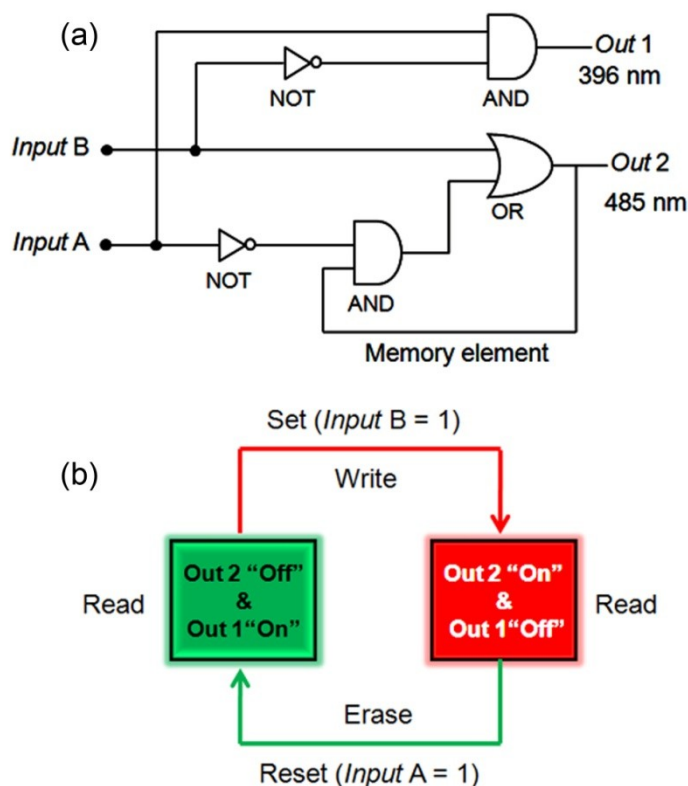 (a)
Out 1
396 nm
NOT
AND
Input B
Out 2
485 nm
OR
Input A
NOT
AND
Memory element
Set (Input B = 1)
(b)
Write
Out 2 “Off”
&
Out 1“On”
Read
Out 2 “On”
&
Out 1“Off”
Read
Erase
Reset (Input A = 1)